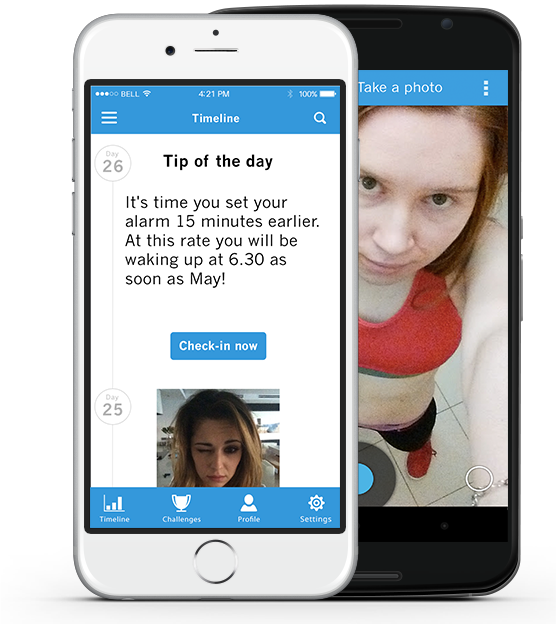 BELL 4:21 PM 100%
Timeline
Take a photo
Day
26
Tip of the day
It's time you set your
alarm 15 minutes earlier.
At this rate you will be
waking up at 6.30 as
soon as May!
Check-in now
Day
25
Timeline Challenges Profile Settings